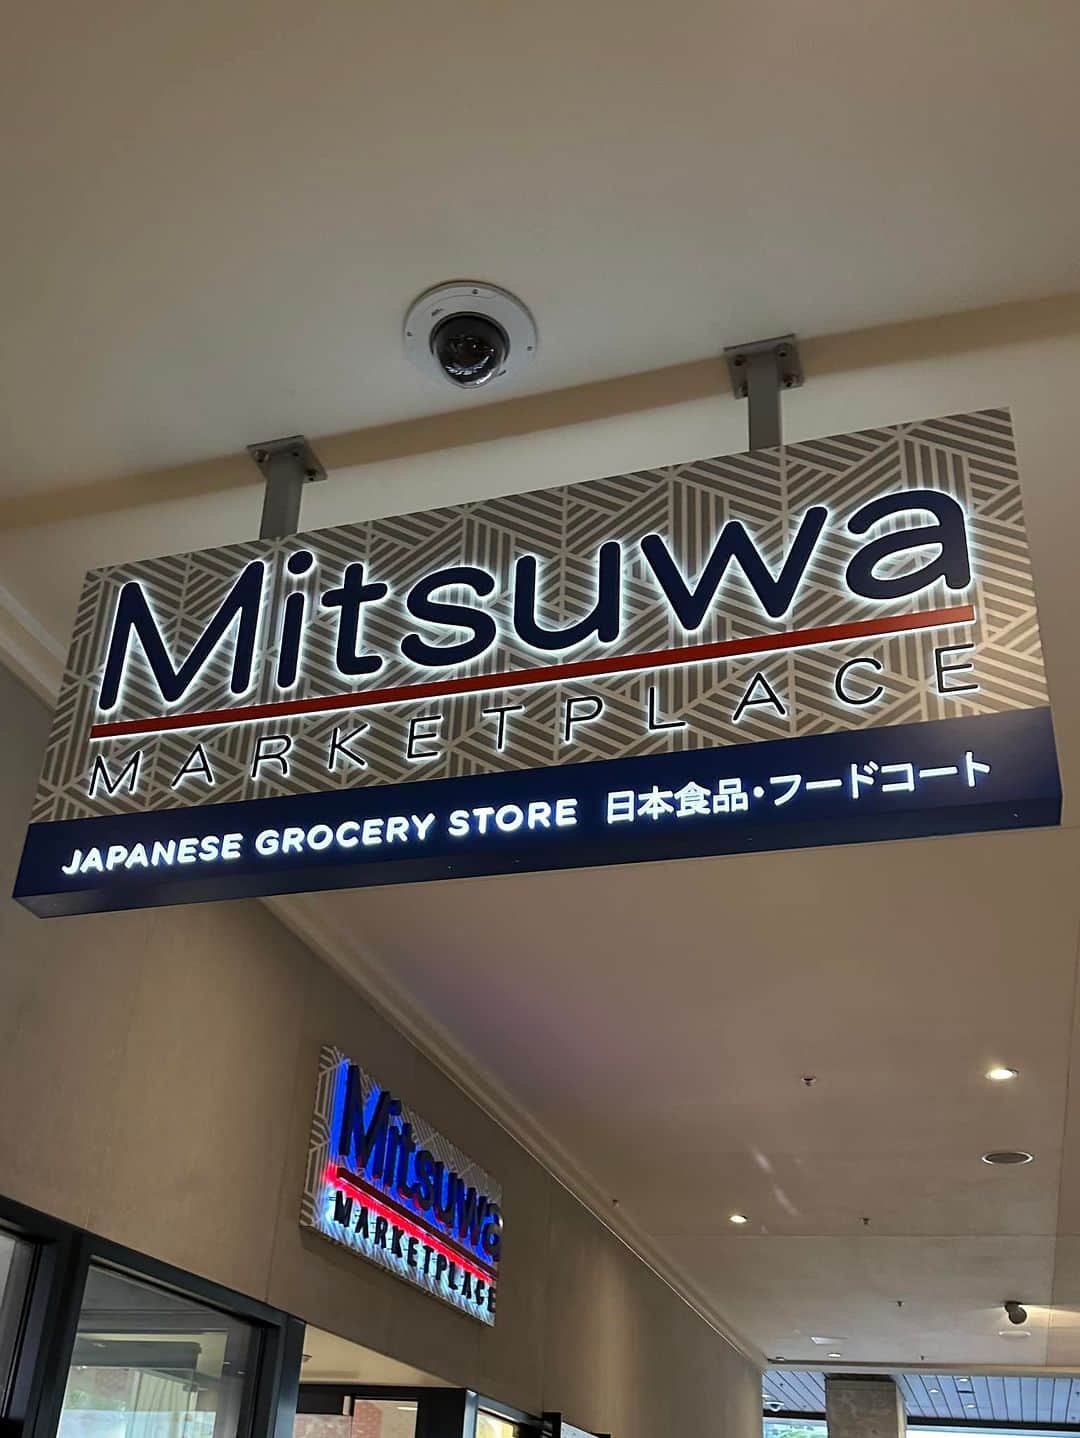 Mitsuwa
MARKETPLACE
JAPANESE GROCERY STORE 日本食品・フードコート
Mitsuwa
MARKETPLACE